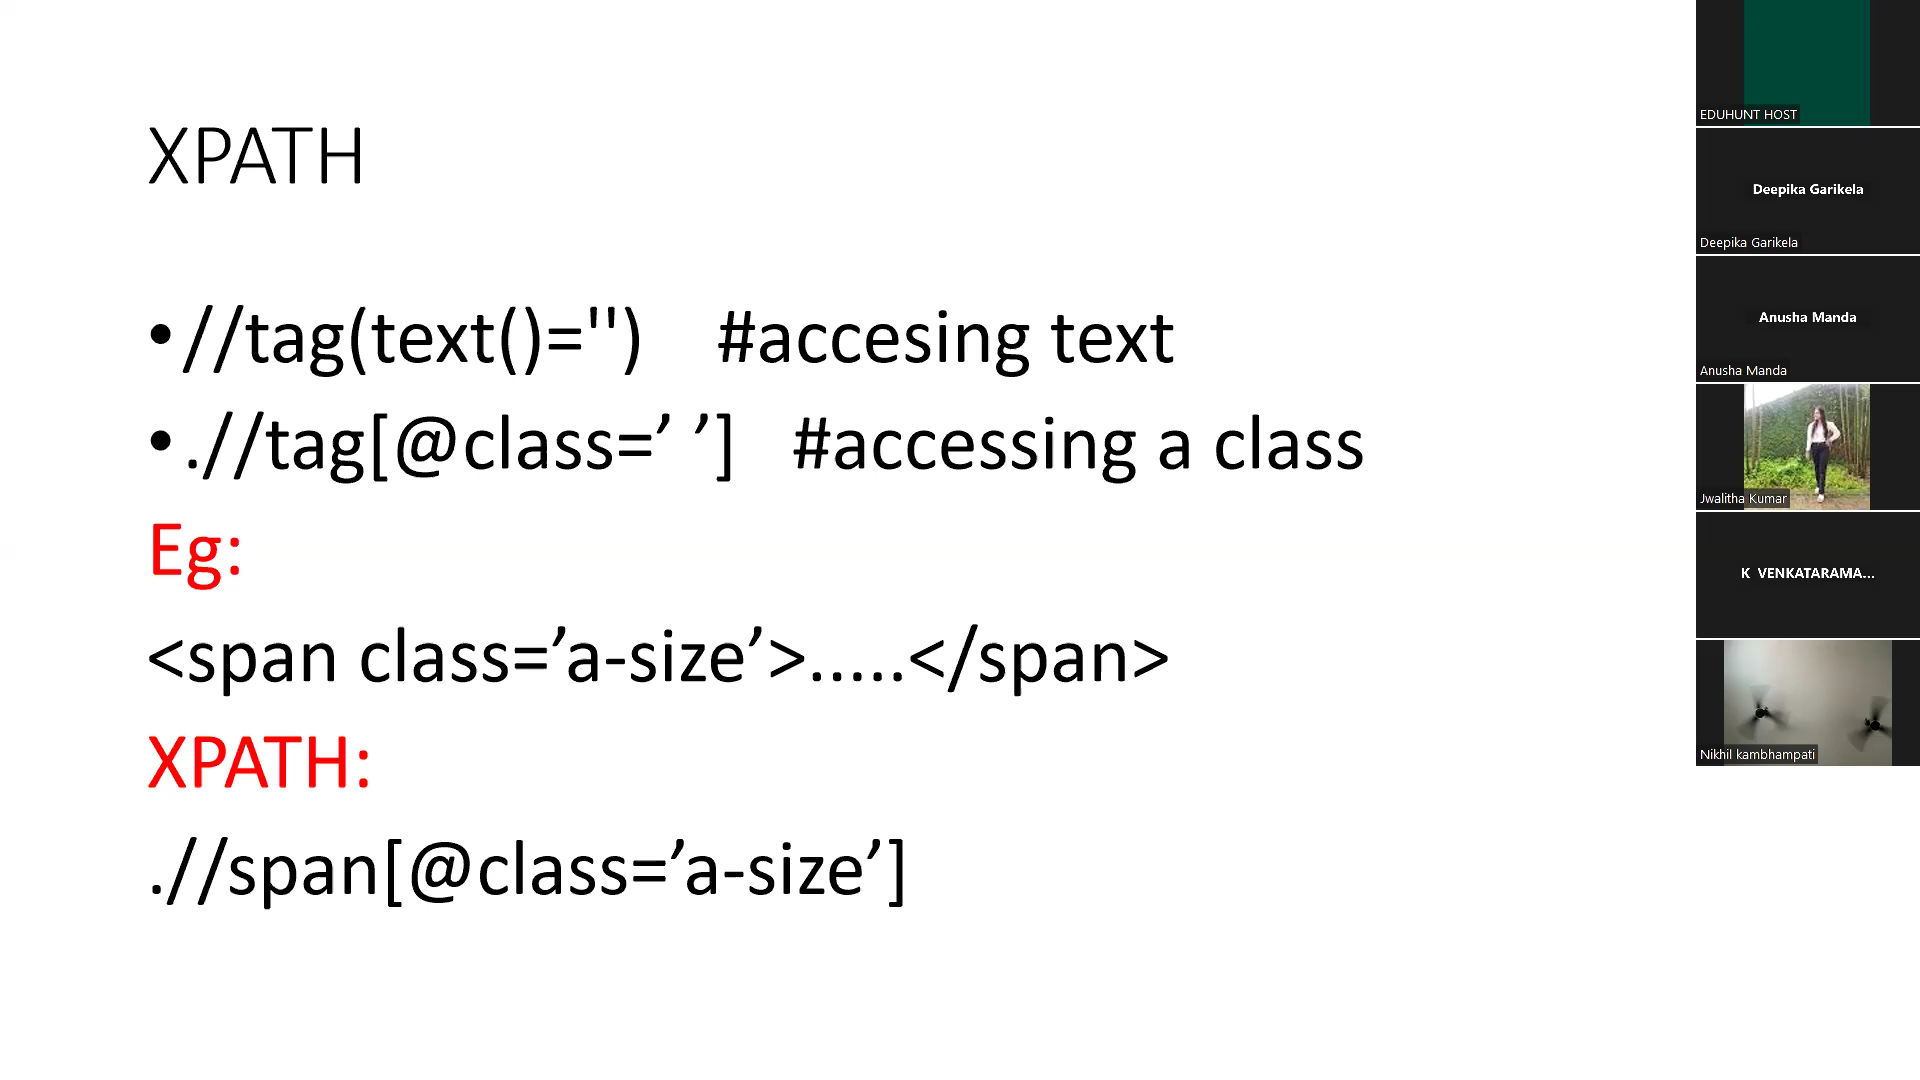 XPATH
•//tag(text()='')    #accesing text
•.//tag[@class=’ ’]   #accessing a class
Eg:
<span class=’a-size’>.....</span>
XPATH:
.//span[@class=’a-size’]
EDUHUNT HOST
Deepika Garikela
Deepika Garikela
Anusha Manda
Anusha Manda
Jwalitha Kumar
K VENKATARAMA...
Nikhil kambhampati